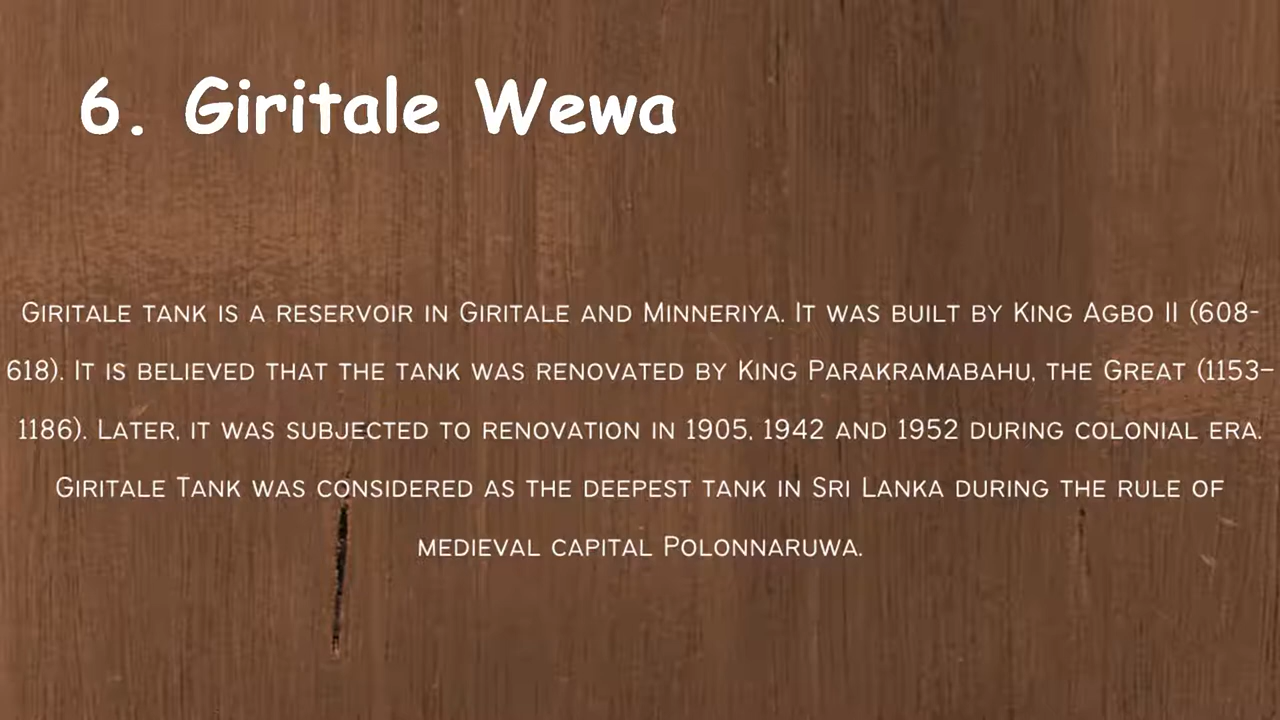 6. Giritale Wewa
Giritale tank is a reservoir in Giritale and Minneriya. It was built by King Agbo II (608-
618). It is believed that the tank was renovated by King Parakramabahu, the Great (1153–
1186). Later, it was subjected to renovation in 1905, 1942 and 1952 during colonial era.
Giritale Tank was considered as the deepest tank in Sri Lanka during the rule of
medieval capital Polonnaruwa.